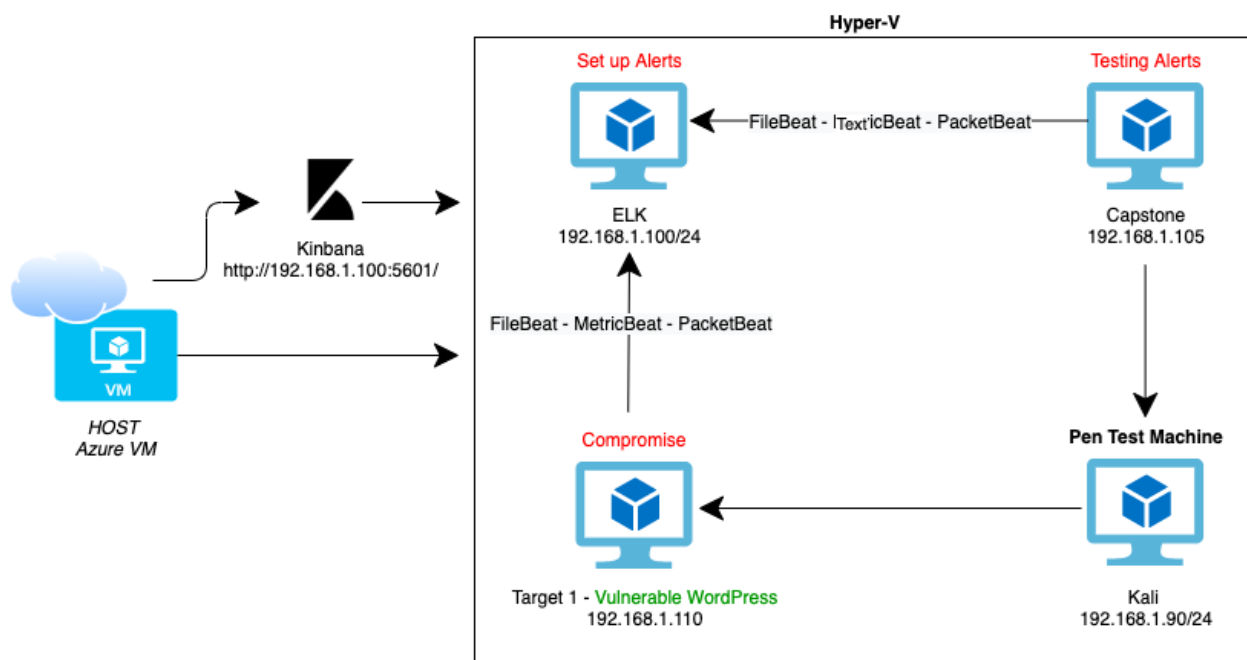 Hyper-V
Set up Alerts
Testing Alerts
FileBeat - Text icBeat - PacketBeat
ELK
192.168.1.100/24
Capstone
192.168.1.105
Kinbana
http://192.168.1.100:5601/
FileBeat - MetricBeat - PacketBeat
VM
HOST
Azure VM
Compromise
Pen Test Machine
Target 1 - Vulnerable WordPress
192.168.1.110
Kali
192.168.1.90/24